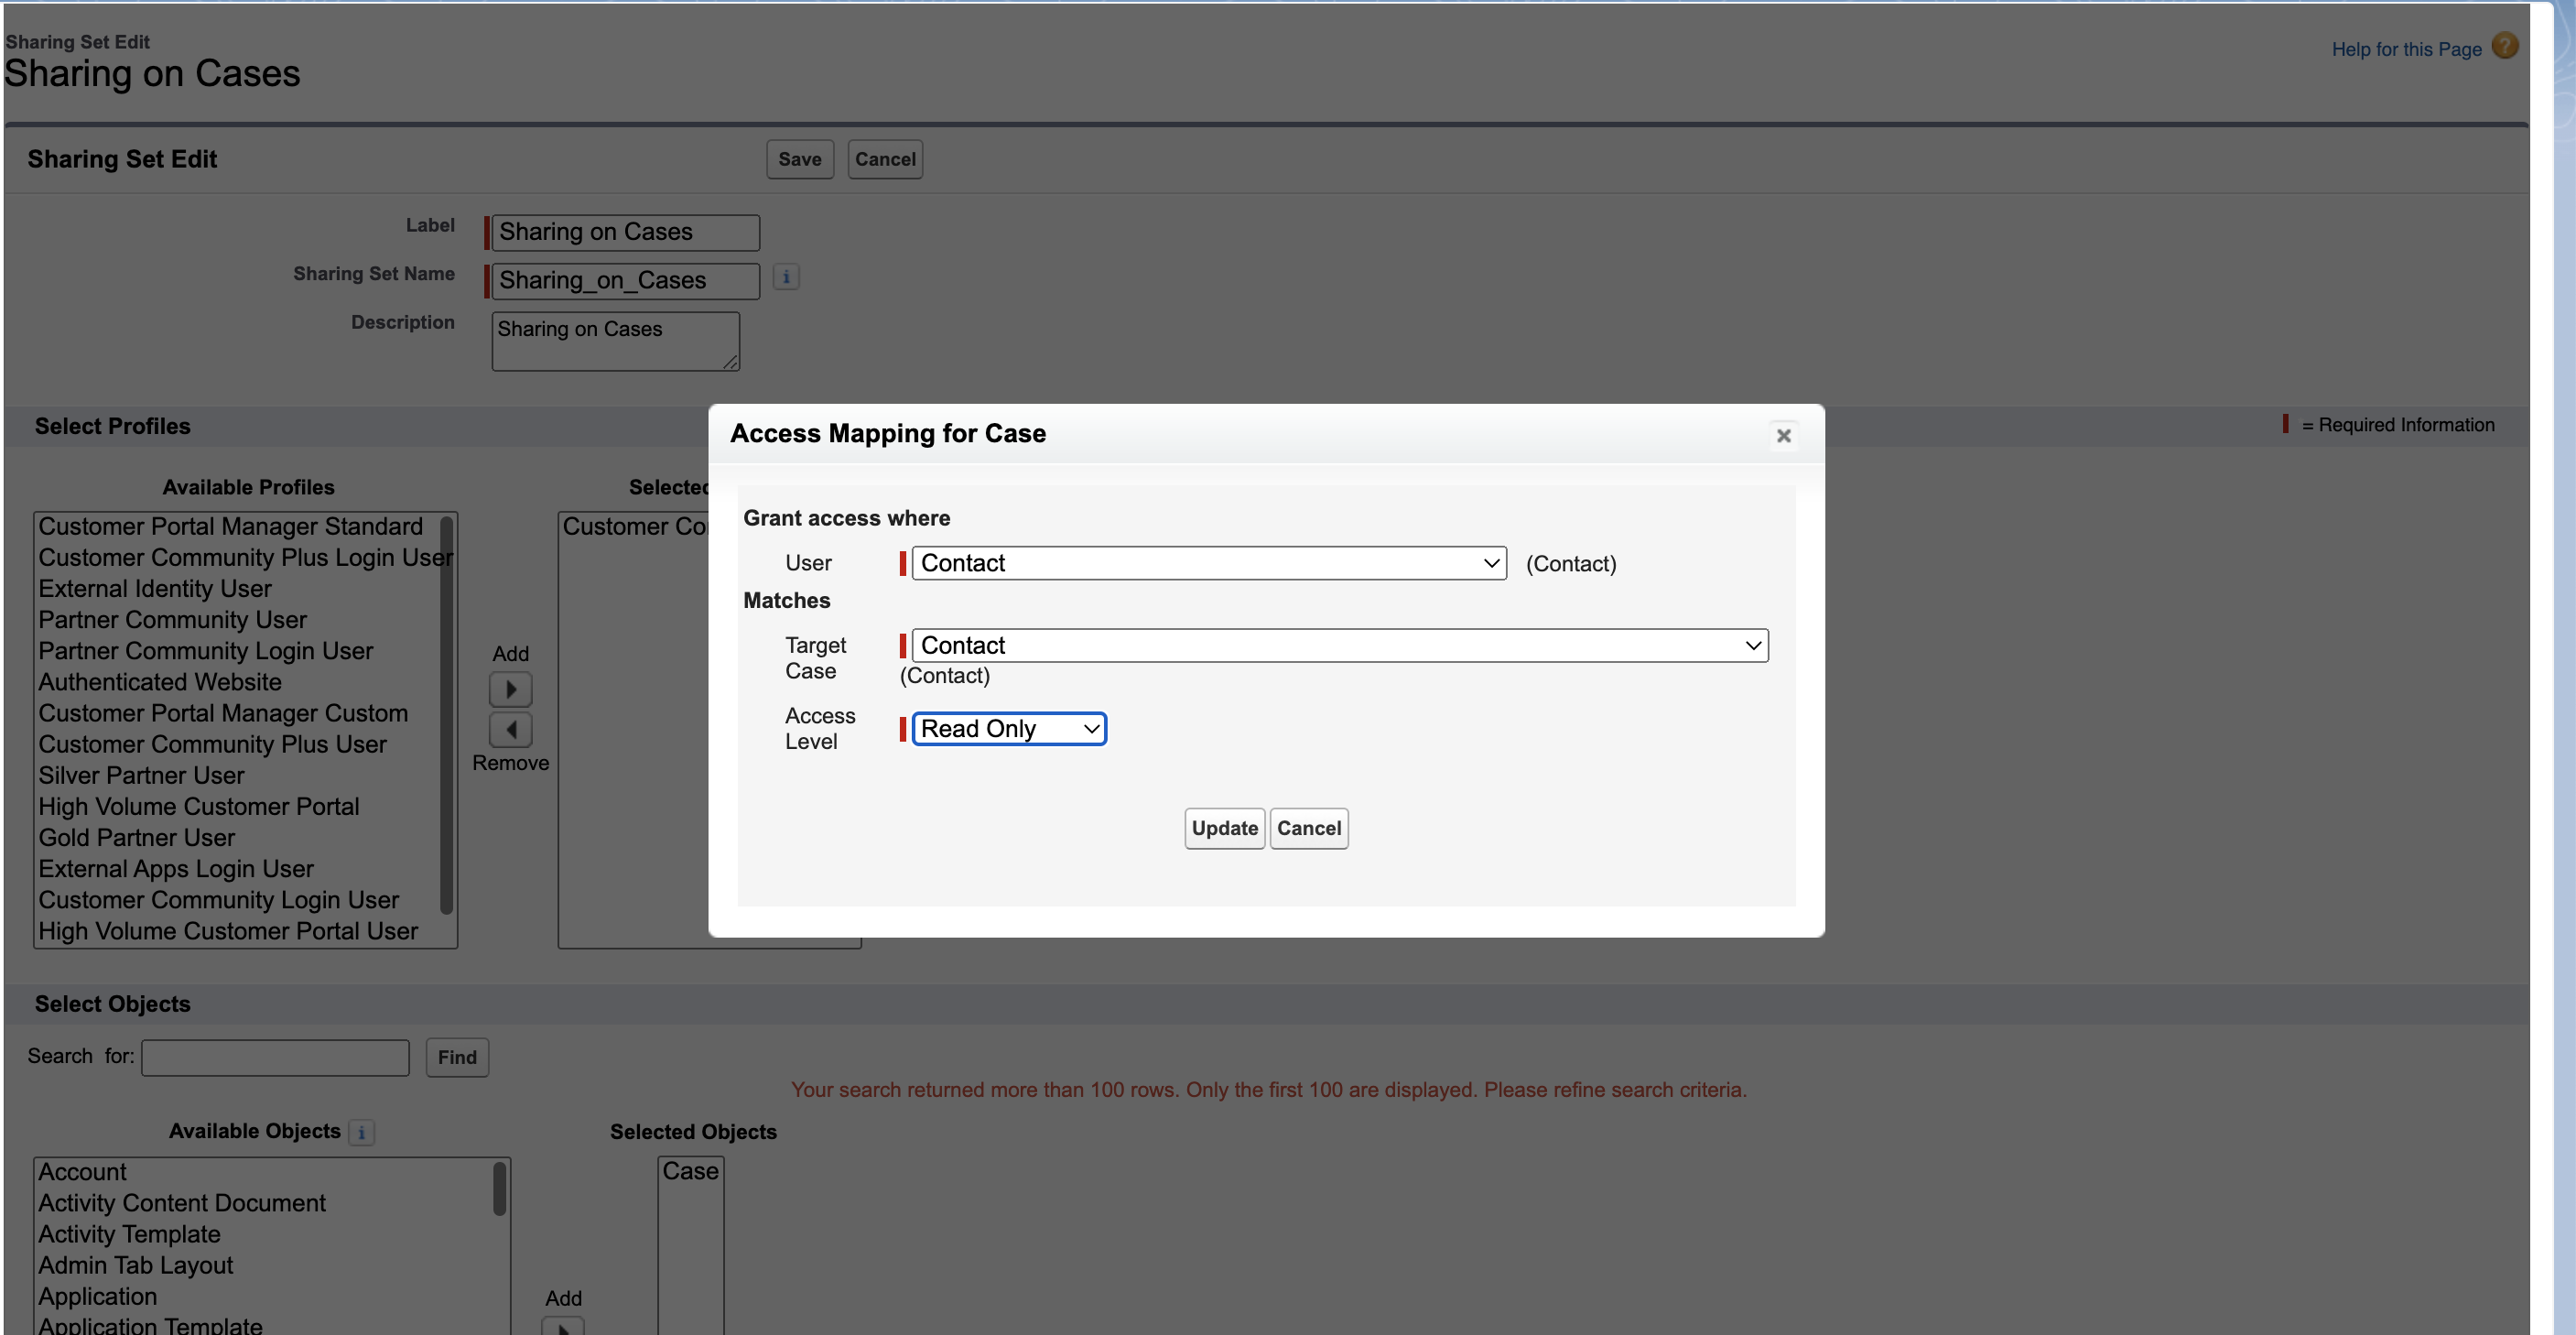 Sharing Set Edit
Sharing on Cases
Help for this Page
Sharing Set Edit
Save
Cancel
Label
Sharing on Cases
Sharing Set Name
Sharing_on_Cases
Description
Sharing on Cases
Select Profiles
= Required Information
Available Profiles
Customer Portal Manager Standard
Customer Community Plus Login User
External Identity User
Partner Community User
Partner Community Login User
Authenticated Website
Customer Portal Manager Custom
Customer Community Plus User
Silver Partner User
High Volume Customer Portal
Gold Partner User
External Apps Login User
Customer Community Login User
High Volume Customer Portal User
Add
Remove
Selected
Customer Co
Access Mapping for Case
Grant access where
User
Contact
(Contact)
Matches
Target
Case
Contact
(Contact)
Access
Level
Read Only
Update
Cancel
Select Objects
Search for:
Find
Your search returned more than 100 rows. Only the first 100 are displayed. Please refine search criteria.
Available Objects
Account
Activity Content Document
Activity Template
Admin Tab Layout
Application
Application Template
Add
Selected Objects
Case